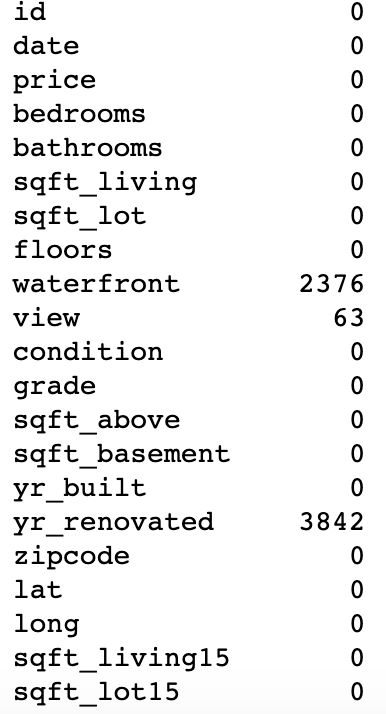 id 0
date 0
price 0
bedrooms 0
bathrooms 0
sqft_living 0
sqft_lot 0
floors 0
waterfront 2376
view 63
condition 0
grade 0
sqft_above 0
sqft_basement 0
yr_built 0
yr_renovated 3842
zipcode 0
lat 0
long 0
sqft_living15 0
sqft_lot15 0